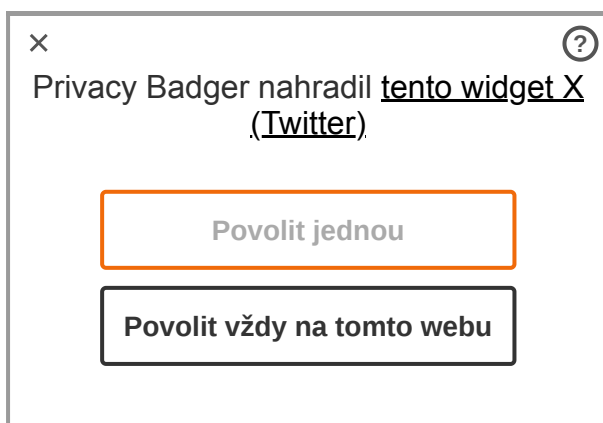 Privacy Badger nahradil tento widget X
(Twitter)
Povolit jednou
Povolit vždy na tomto webu